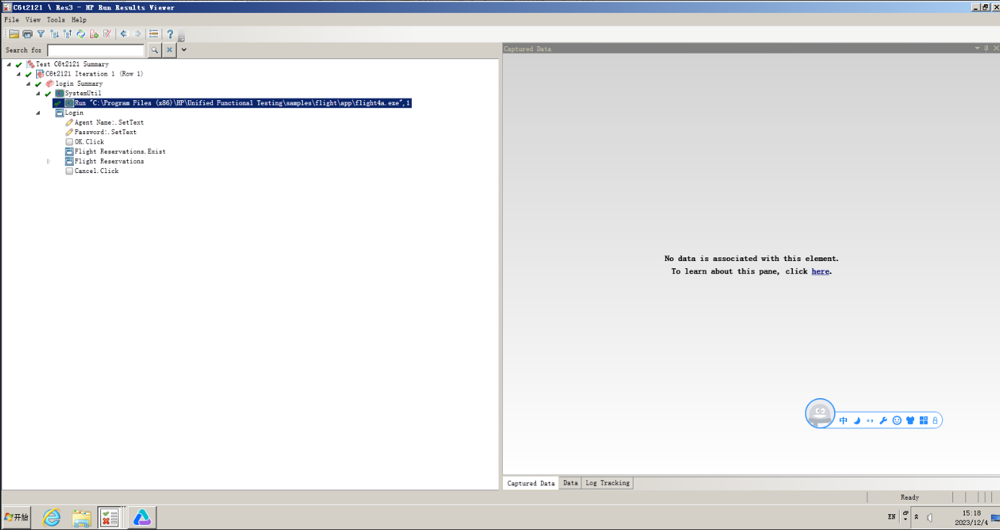 C6t2121 \ Res3 - HP Run Results Viewer
File View Tools Help
Search for
Test C6t2121 Summary
C6t2121 Iteration 1 (Row 1)
login Summary
SystemUtil
Run "C:\Program Files (x86)\HP\Unified Functional Testing\samples\flight\app\flight4a.exe",1
Login
Agent Name:.SetText
Password:.SetText
OK.Click
Flight Reservations.Exist
Flight Reservations
Cancel.Click
Captured Data
No data is associated with this element.
To learn about this pane, click here.
中
Captured Data Data Log Tracking
Ready
开始
EN
15:18
2023/12/4